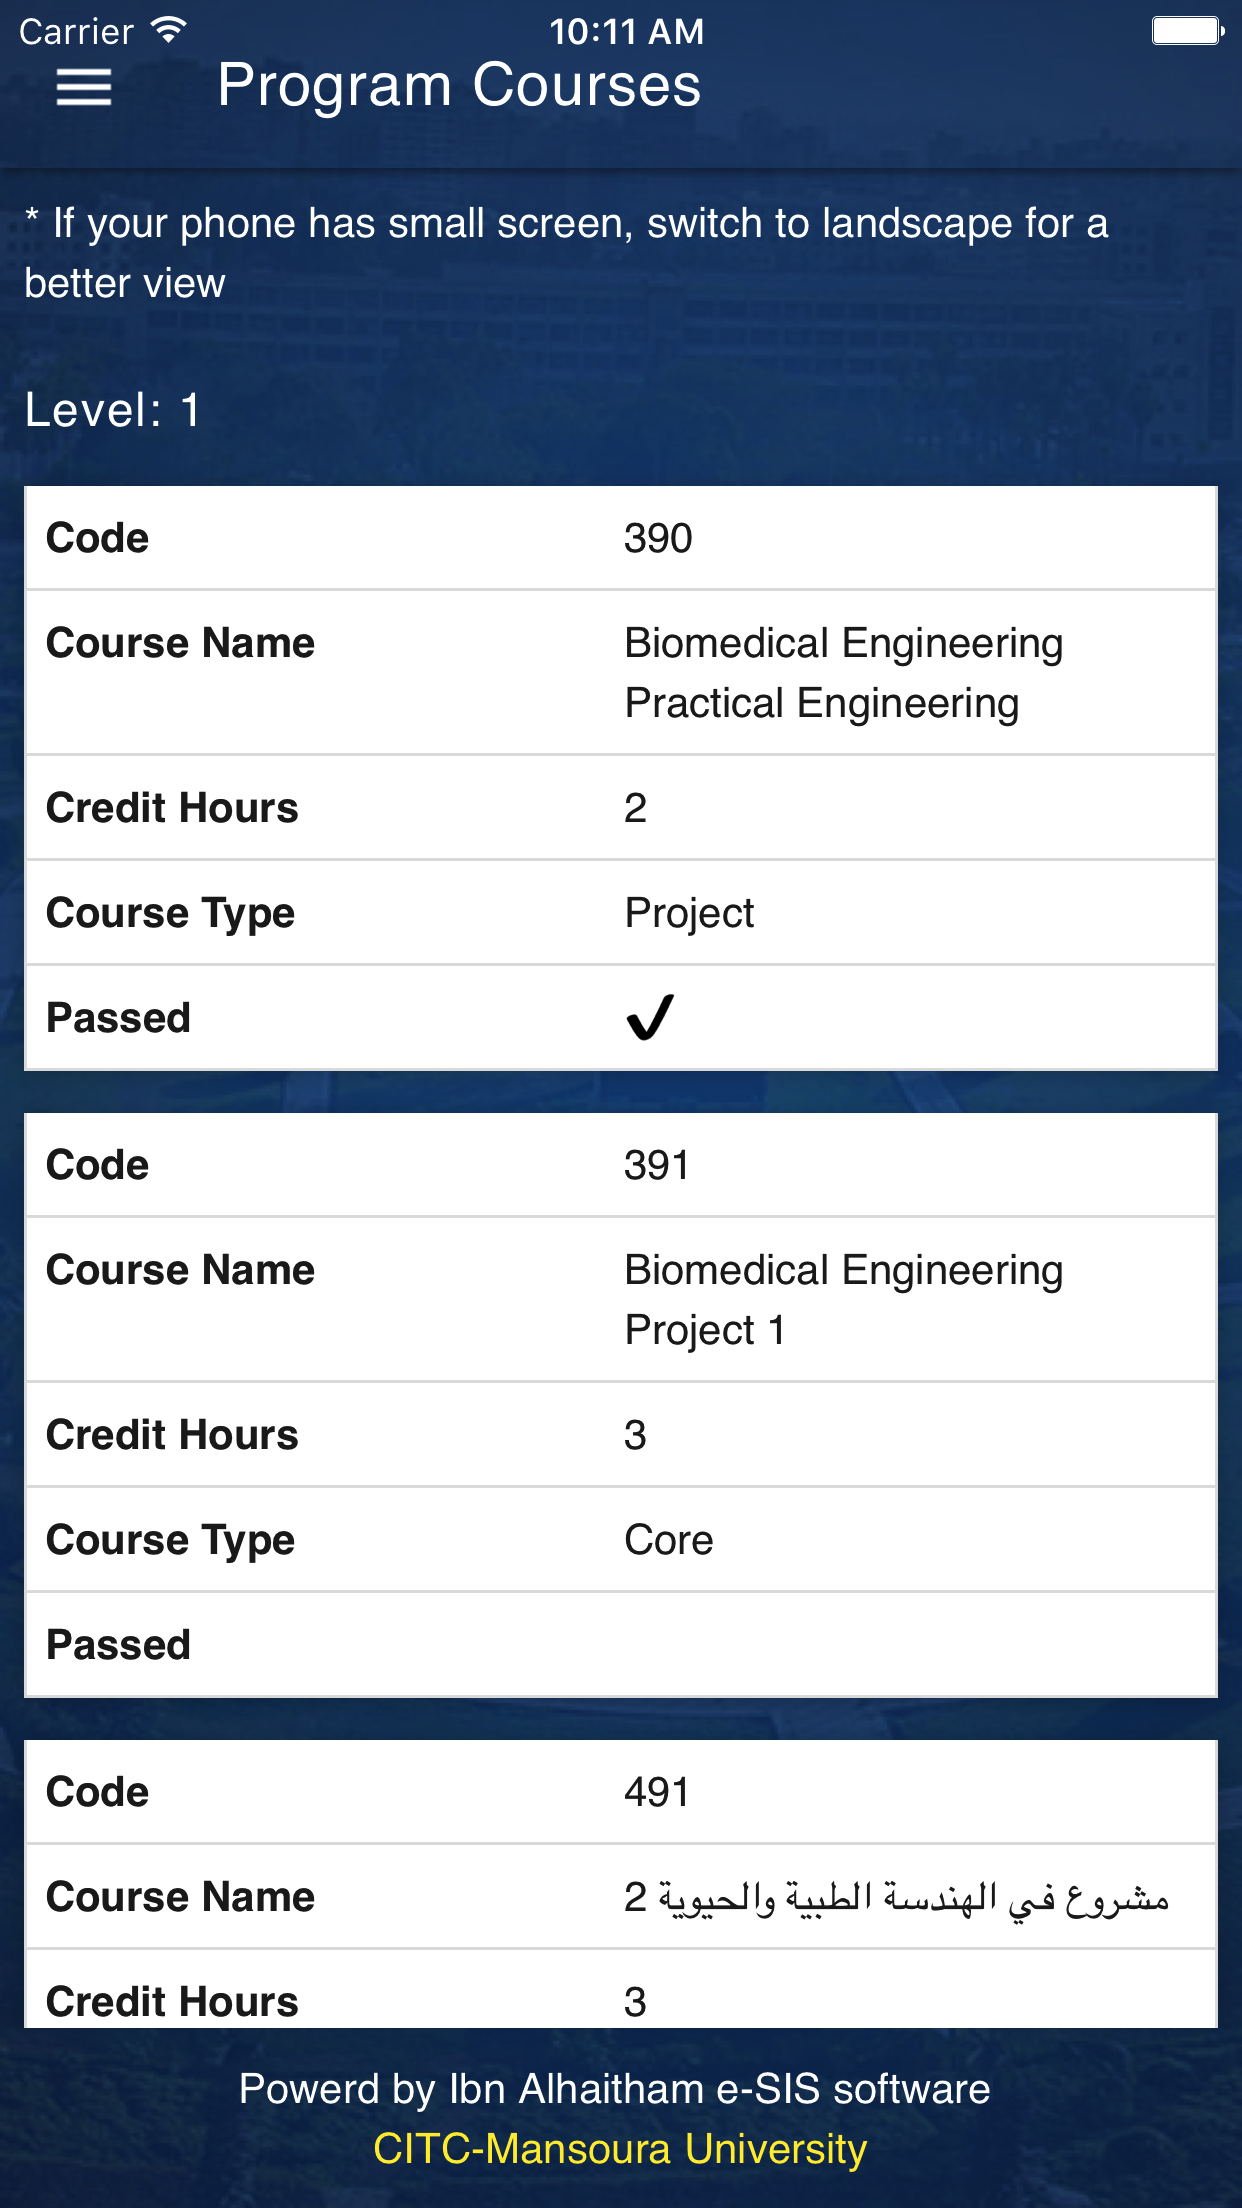 Carrier 10:11 AM
Program Courses
* If your phone has small screen, switch to landscape for a
better view
Level: 1
Code 390
Course Name Biomedical Engineering
Practical Engineering
Credit Hours 2
Course Type Project
Passed ✔
Code 391
Course Name Biomedical Engineering
Project 1
Credit Hours 3
Course Type Core
Passed
Code 491
Course Name مشروع في الهندسة الطبية والحيوية 2
Credit Hours 3
Powerd by Ibn Alhaitham e-SIS software
CITC-Mansoura University